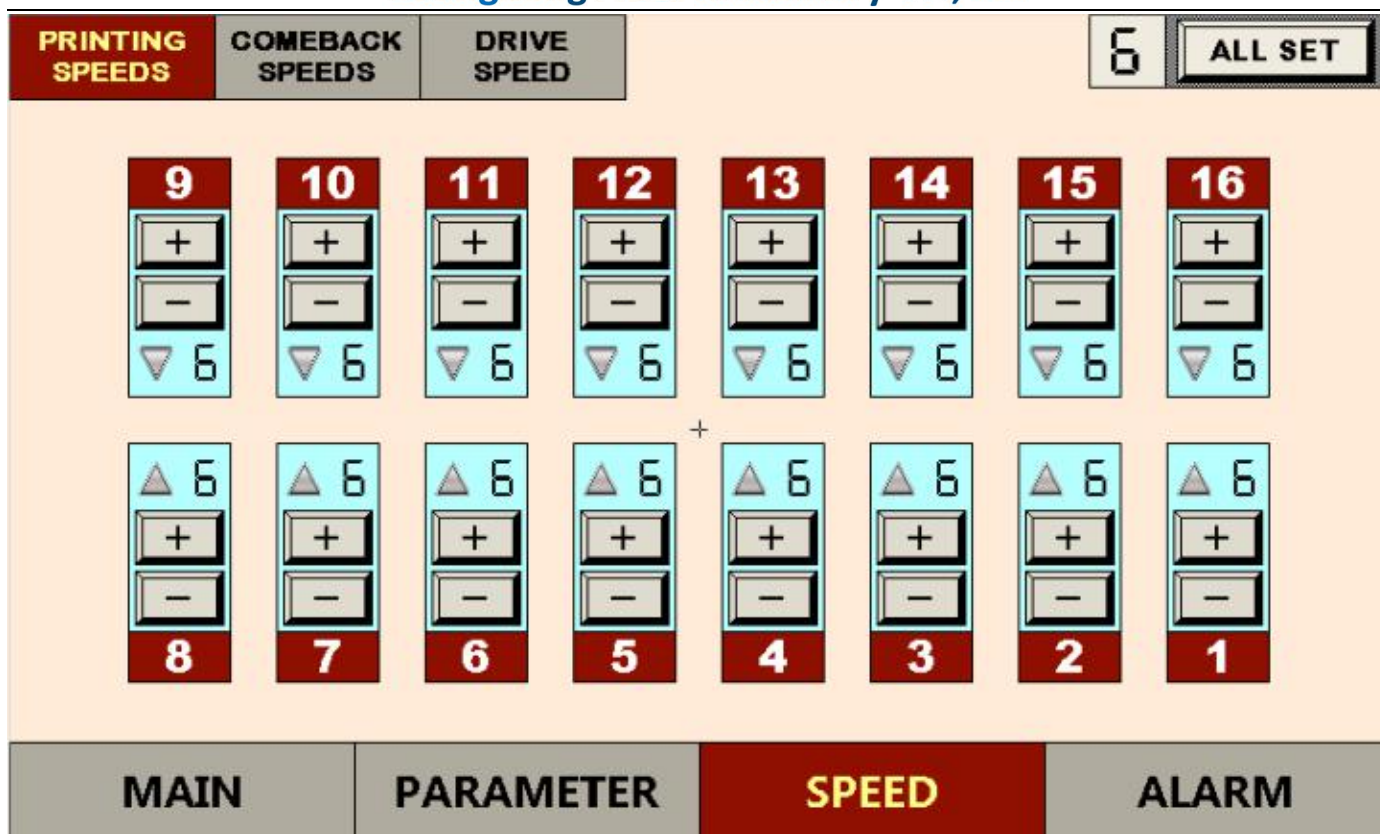 PRINTING SPEEDS
COMEBACK SPEEDS
DRIVE SPEED
6 ALL SET
9 10 11 12 13 14 15 16
+ + + + + + + +
- - - - - - - -
6 6 6 6 6 6 6 6
6 6 6 6 6 6 6 6
+ + + + + + + +
- - - - - - - -
8 7 6 5 4 3 2 1
MAIN PARAMETER SPEED ALARM